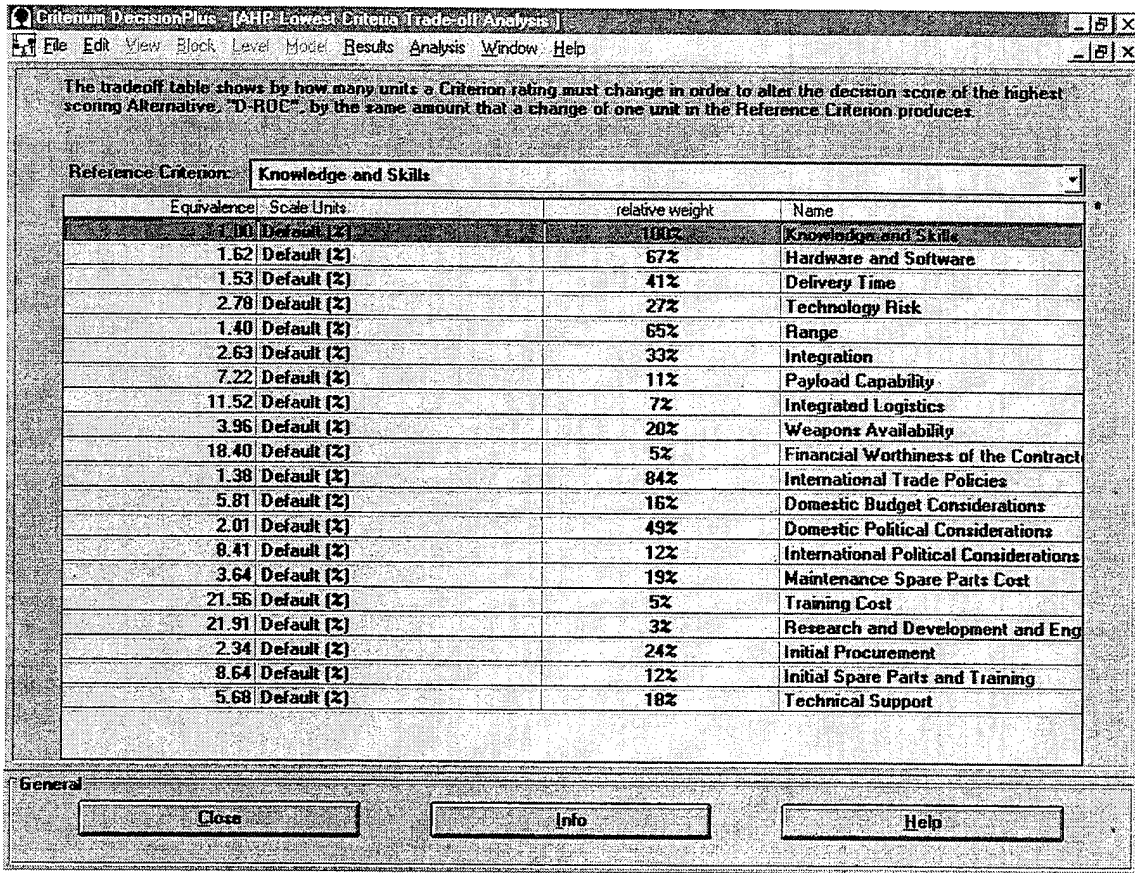 Criterium DecisionPlus - [AHP Lowest Criteria Trade-off Analysis ]
File Edit View Block Level Model Results Analysis Window Help
The tradeoff table shows by how many units a Criterion rating must change in order to alter the decision score of the highest
scoring Alternative, "D-ROC", by the same amount that a change of one unit in the Reference Criterion produces.
Reference Criterion: Knowledge and Skills
Equivalence Scale Units relative weight Name
1.00 Default (%) 100% Knowledge and Skills
1.62 Default (%) 67% Hardware and Software
1.53 Default (%) 41% Delivery Time
2.78 Default (%) 27% Technology Risk
1.40 Default (%) 65% Range
2.63 Default (%) 33% Integration
7.22 Default (%) 11% Payload Capability
11.52 Default (%) 7% Integrated Logistics
3.96 Default (%) 20% Weapons Availability
18.40 Default (%) 5% Financial Worthiness of the Contract
1.38 Default (%) 84% International Trade Policies
5.81 Default (%) 16% Domestic Budget Considerations
2.01 Default (%) 49% Domestic Political Considerations
8.41 Default (%) 12% International Political Considerations
3.64 Default (%) 19% Maintenance Spare Parts Cost
21.56 Default (%) 5% Training Cost
21.91 Default (%) 3% Research and Development and Eng
2.34 Default (%) 24% Initial Procurement
8.64 Default (%) 12% Initial Spare Parts and Training
5.68 Default (%) 18% Technical Support
General
Close Info Help